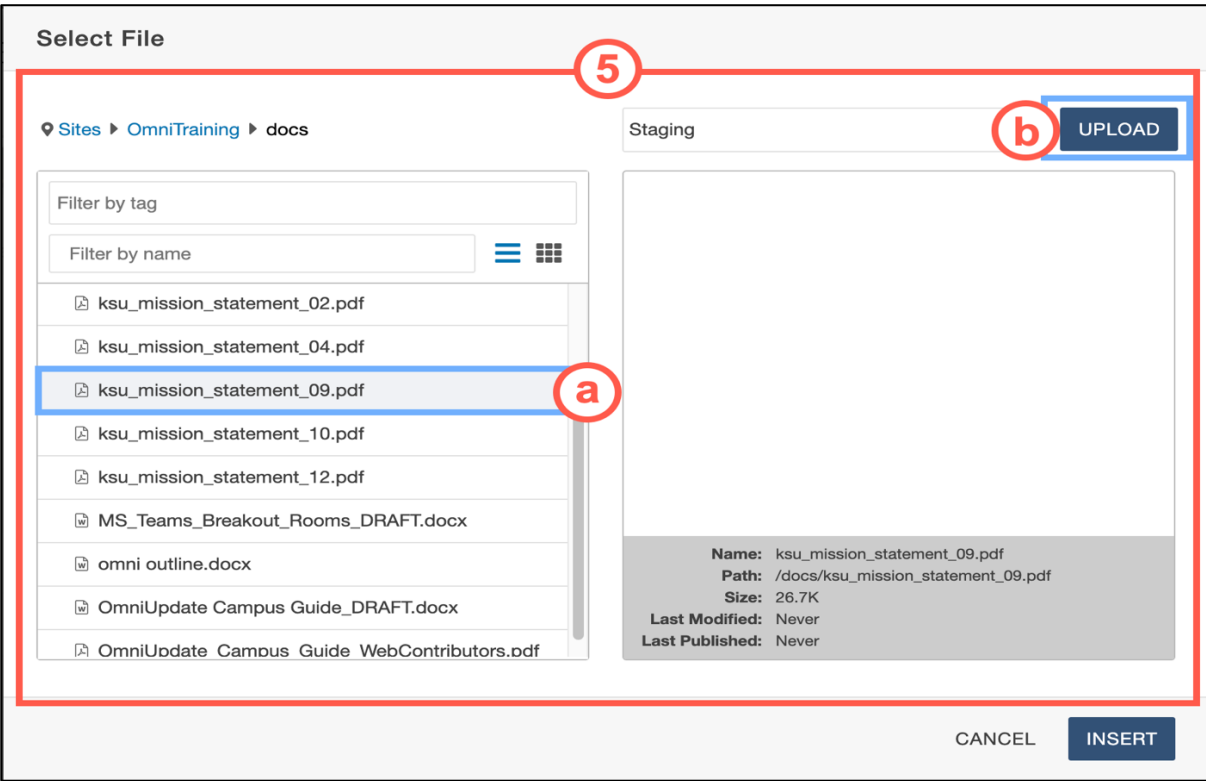 Select File
5
Sites OmniTraining docs
Staging
b
UPLOAD
Filter by tag
Filter by name
ksu_mission_statement_02.pdf
ksu_mission_statement_04.pdf
ksu_mission_statement_09.pdf
a
ksu_mission_statement_10.pdf
ksu_mission_statement_12.pdf
MS_Teams_Breakout_Rooms_DRAFT.docx
omni outline.docx
OmniUpdate Campus Guide_DRAFT.docx
OmniUpdate_Campus_Guide_WebContributors.pdf
Name: ksu_mission_statement_09.pdf
Path: /docs/ksu_mission_statement_09.pdf
Size: 26.7K
Last Modified: Never
Last Published: Never
CANCEL
INSERT